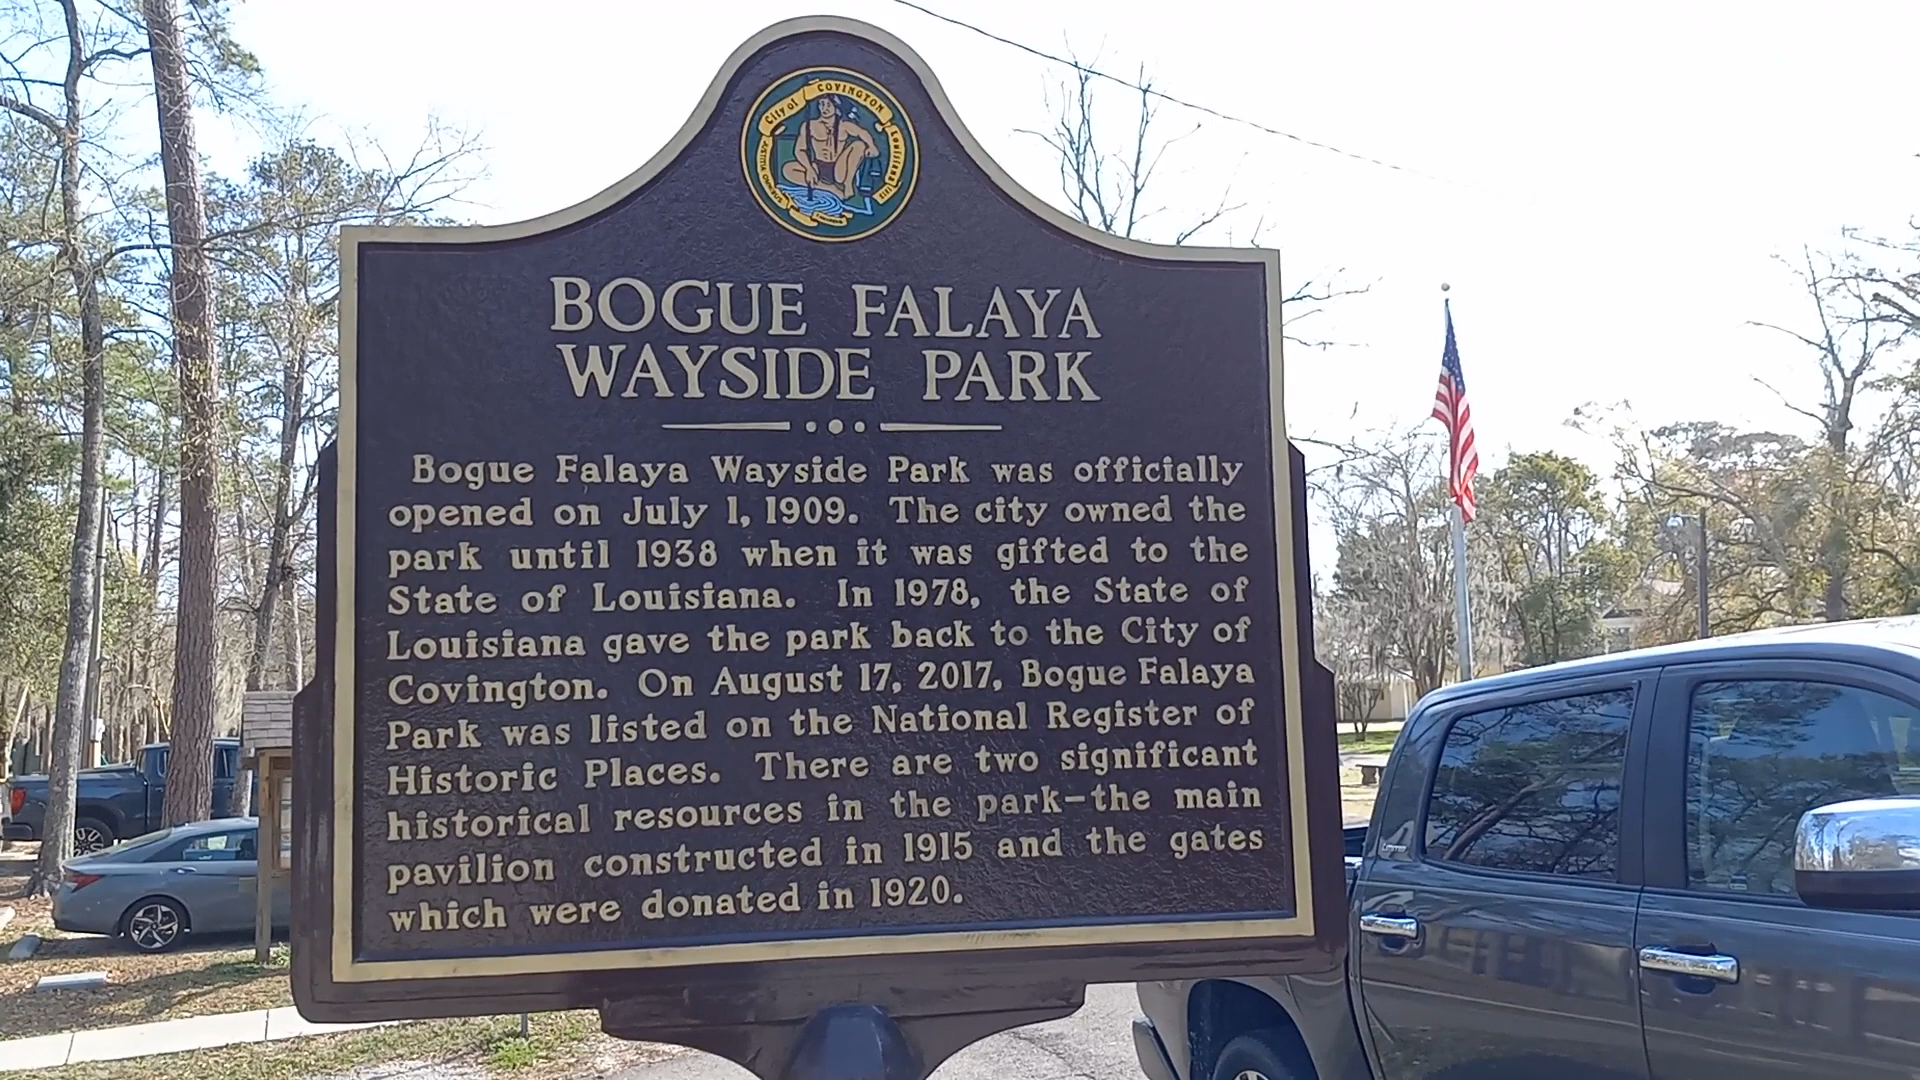 City of COVINGTON Louisiana
BOGUE FALAYA
WAYSIDE PARK
Bogue Falaya Wayside Park was officially
opened on July 1, 1909. The city owned the
park until 1938 when it was gifted to the
State of Louisiana. In 1978, the State of
Louisiana gave the park back to the City of
Covington. On August 17, 2017, Bogue Falaya
Park was listed on the National Register of
Historic Places. There are two significant
historical resources in the park–the main
pavilion constructed in 1915 and the gates
which were donated in 1920.